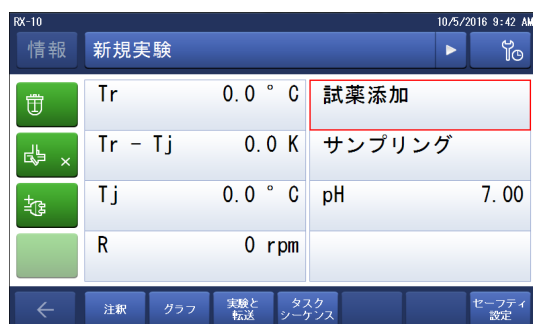 RX-10
10/5/2016 9:42 AM
情報
新規実験
Tr 0.0 ° C
試薬添加
Tr - Tj 0.0 K
サンプリング
Tj 0.0 ° C
pH 7.00
R 0 rpm
注釈
グラフ
実験と
転送
タスク
シーケンス
セーフティ
設定